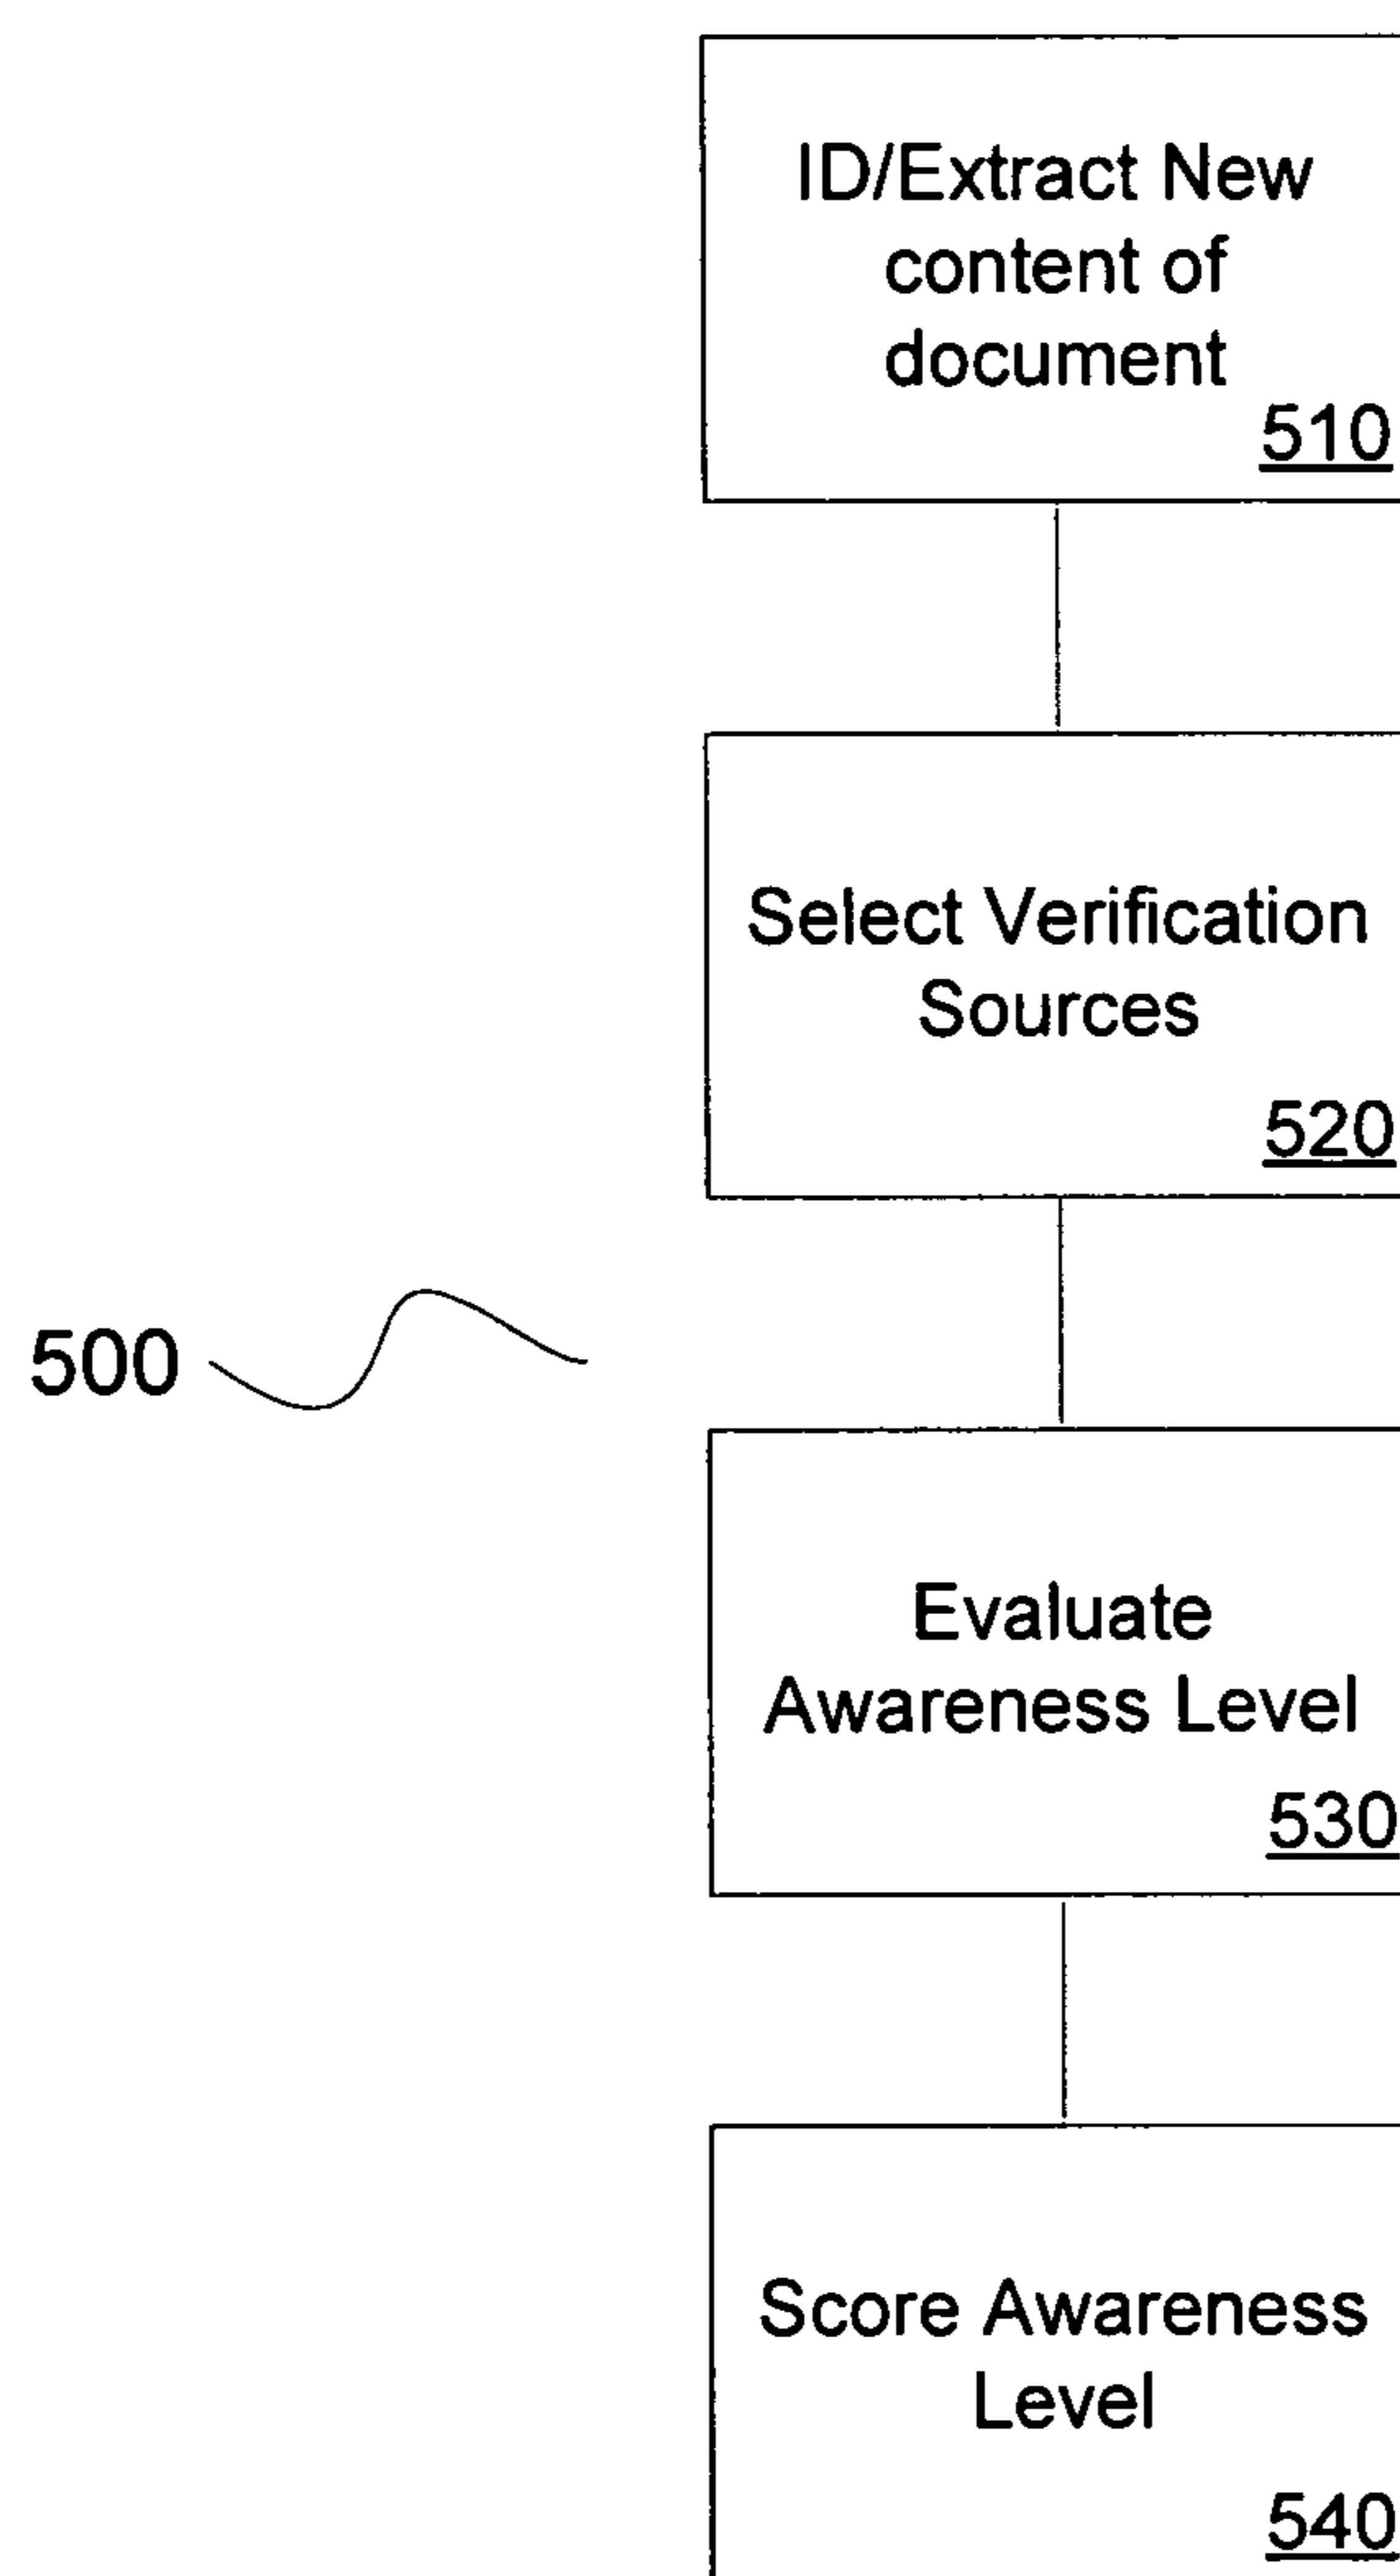 ID/Extract New
content of
document
510
Select Verification
Sources
520
500
Evaluate
Awareness Level
530
Score Awareness
Level
540